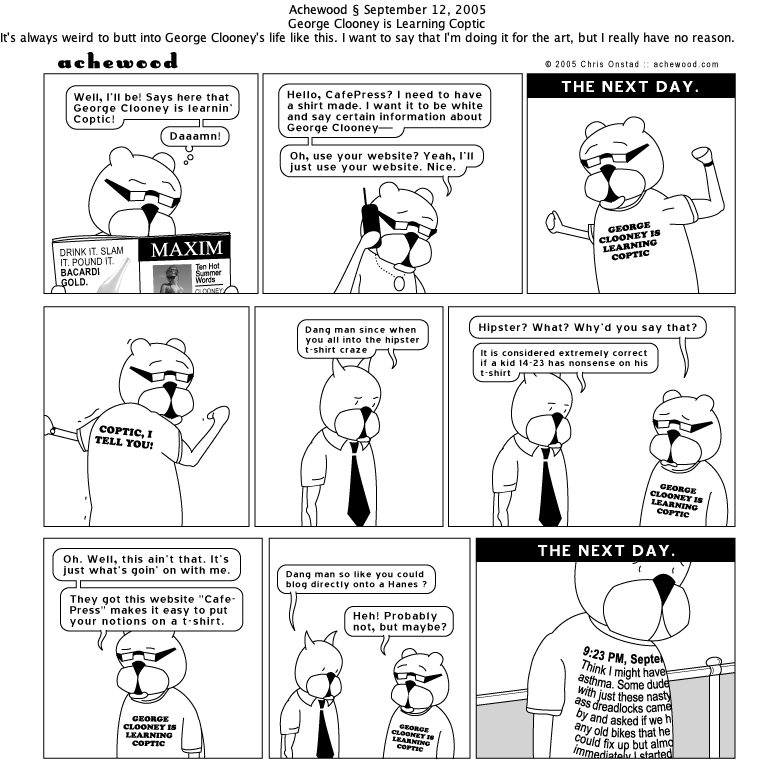 Achewood § September 12, 2005
George Clooney is Learning Coptic
It's always weird to butt into George Clooney's life like this. I want to say that I'm doing it for the art, but I really have no reason.
achewood
© 2005 Chris Onstad :: achewood.com
Well, I'll be! Says here that
George Clooney is learnin'
Coptic!
Daaamn!
DRINK IT. SLAM
IT. POUND IT.
BACARDI
GOLD.
MAXIM
Ten Hot
Summer
Words
CLOONEY
Hello, CafePress? I need to have
a shirt made. I want it to be white
and say certain information about
George Clooney—
Oh, use your website? Yeah, I'll
just use your website. Nice.
THE NEXT DAY.
GEORGE
CLOONEY IS
LEARNING
COPTIC
COPTIC, I
TELL YOU!
Dang man since when
you all into the hipster
t-shirt craze
Hipster? What? Why'd you say that?
It is considered extremely correct
if a kid 14-23 has nonsense on his
t-shirt
GEORGE
CLOONEY IS
LEARNING
COPTIC
Oh. Well, this ain't that. It's
just what's goin' on with me.
They got this website "Cafe-
Press" makes it easy to put
your notions on a t-shirt.
GEORGE
CLOONEY IS
LEARNING
COPTIC
Dang man so like you could
blog directly onto a Hanes ?
Heh! Probably
not, but maybe?
GEORGE
CLOONEY IS
LEARNING
COPTIC
THE NEXT DAY.
9:23 PM, Septer
Think I might have
asthma. Some dude
with just these nasty
ass dreadlocks came
by and asked if we h
any old bikes that he
could fix up but almo
immediately I started